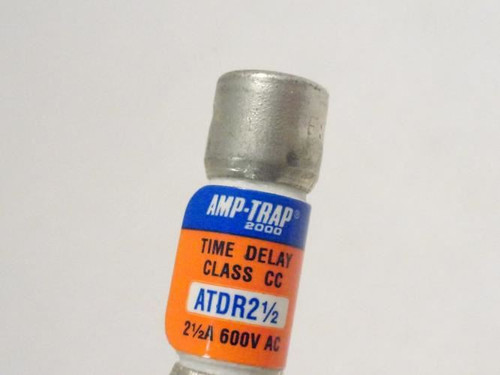 AMP-TRAP®
2000
TIME DELAY
CLASS CC
ATDR2½
2½A 600V AC